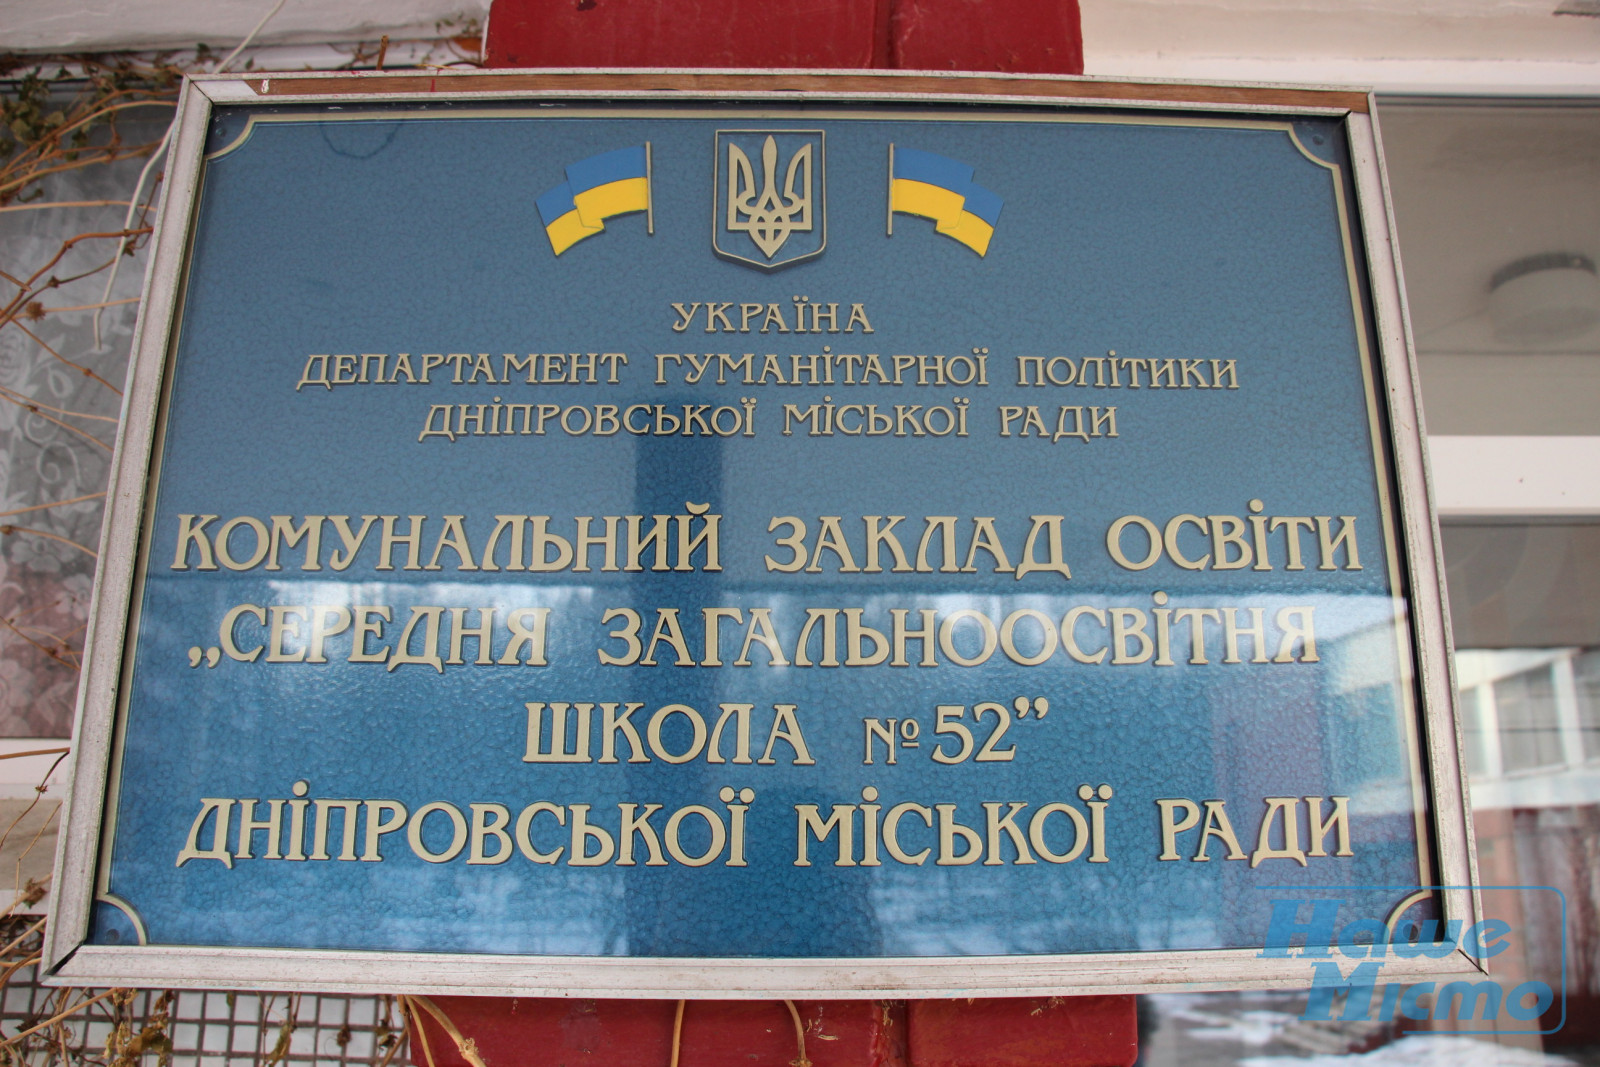 УКРАЇНА
ДЕПАРТАМЕНТ ГУМАНІТАРНОЇ ПОЛІТИКИ
ДНІПРОВСЬКОЇ МІСЬКОЇ РАДИ
КОМУНАЛЬНИЙ ЗАКЛАД ОСВІТИ
„СЕРЕДНЯ ЗАГАЛЬНООСВІТНЯ
ШКОЛА №52”
ДНІПРОВСЬКОЇ МІСЬКОЇ РАДИ
Наше
Місто